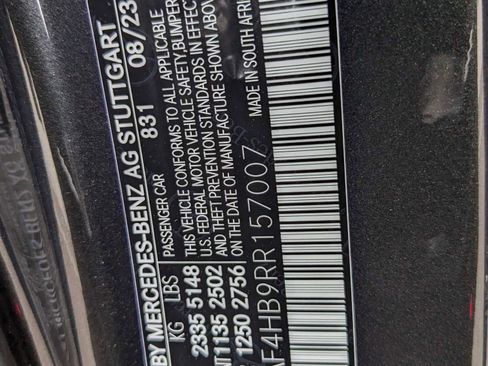 BY MERCEDES-BENZ AG STUTTGART
831 08/23
KG LBS PASSENGER CAR
2335 5148
NT 1135 2502
1250 2756
THIS VEHICLE CONFORMS TO ALL APPLICABLE
U.S. FEDERAL MOTOR VEHICLE SAFETY, BUMPER
AND THEFT PREVENTION STANDARDS IN EFFECT
ON THE DATE OF MANUFACTURE SHOWN ABOVE
F4HB9RR157007
MADE IN SOUTH AFRI